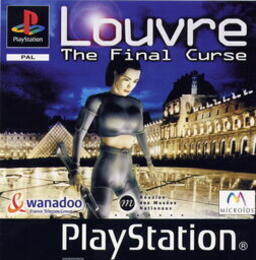 Louvre
The Final Curse
PlayStation
PAL
wanadoo
France Telecom Group
m
Réunion
des Musées
Nationaux
MICROÏDS
PlayStation®